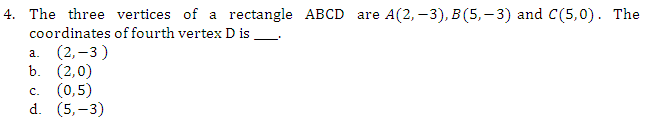 4. The three vertices of a rectangle ABCD are A(2,−3), B(5,−3) and C(5,0). The
coordinates of fourth vertex D is ___.
a. (2,−3 )
b. (2,0)
c. (0,5)
d. (5,−3)